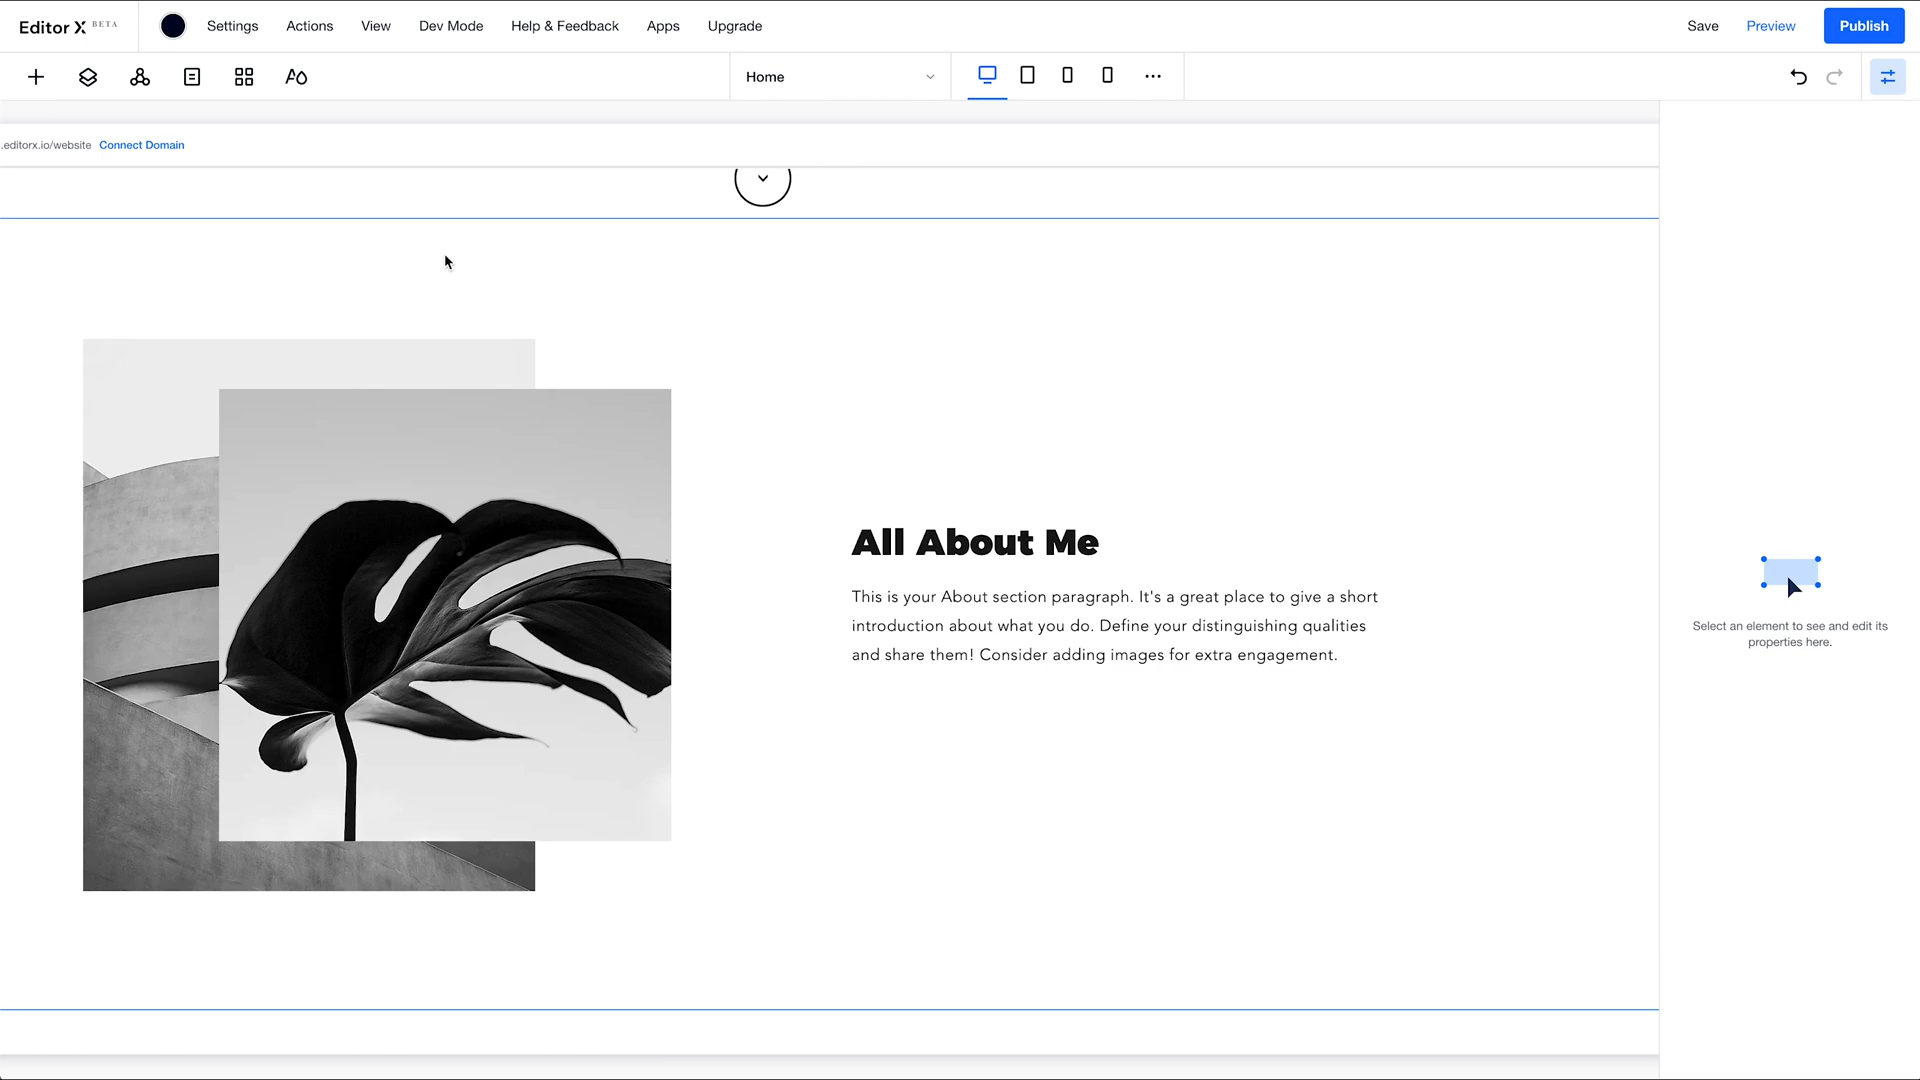 Editor X BETA
Settings
Actions
View
Dev Mode
Help & Feedback
Apps
Upgrade
Save
Preview
Publish
Home
.editorx.io/website Connect Domain
All About Me
This is your About section paragraph. It's a great place to give a short
introduction about what you do. Define your distinguishing qualities
and share them! Consider adding images for extra engagement.
Select an element to see and edit its
properties here.